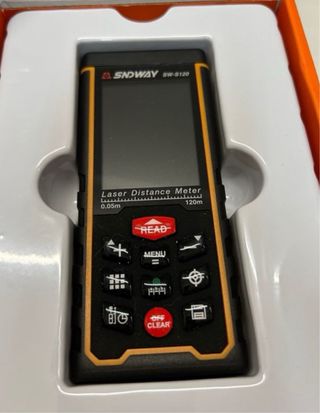 SNDWAY SW-S120
Laser Distance Meter
0.05m 120m
READ
MENU
=
OFF
CLEAR